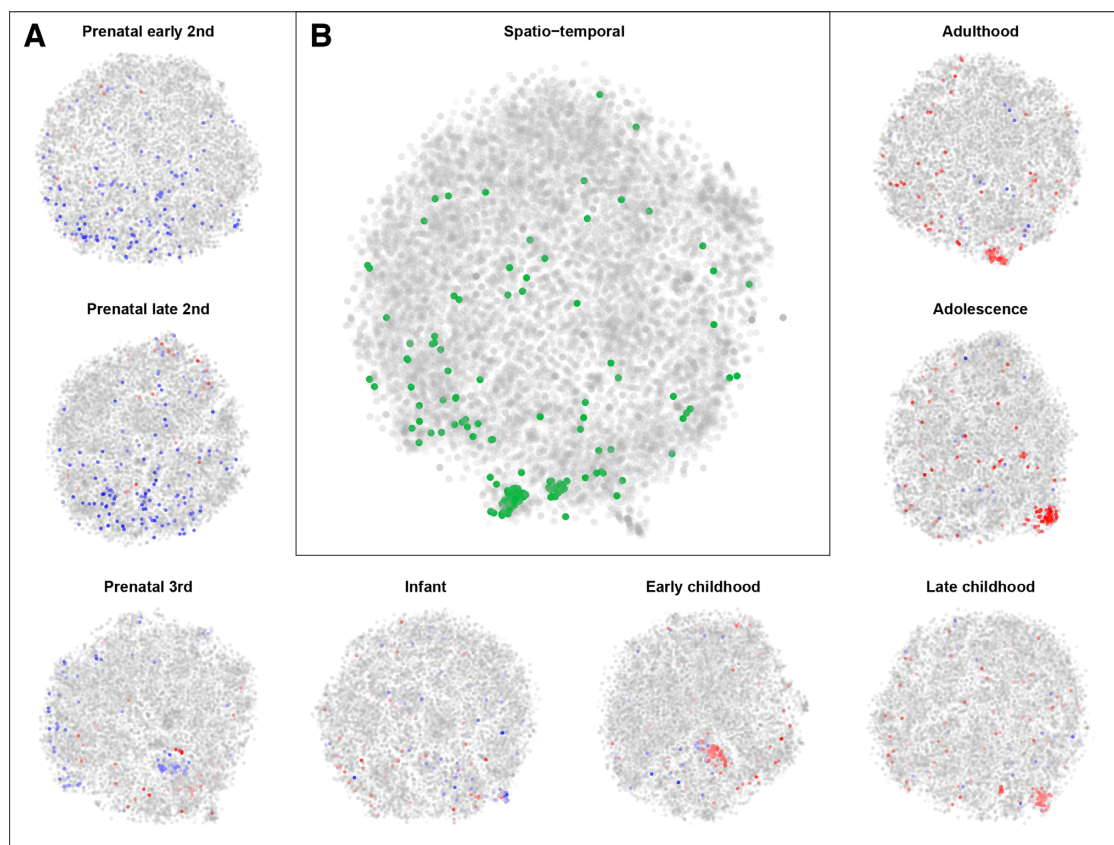 A
Prenatal early 2nd
B
Spatio-temporal
Adulthood
Prenatal late 2nd
Adolescence
Prenatal 3rd
Infant
Early childhood
Late childhood